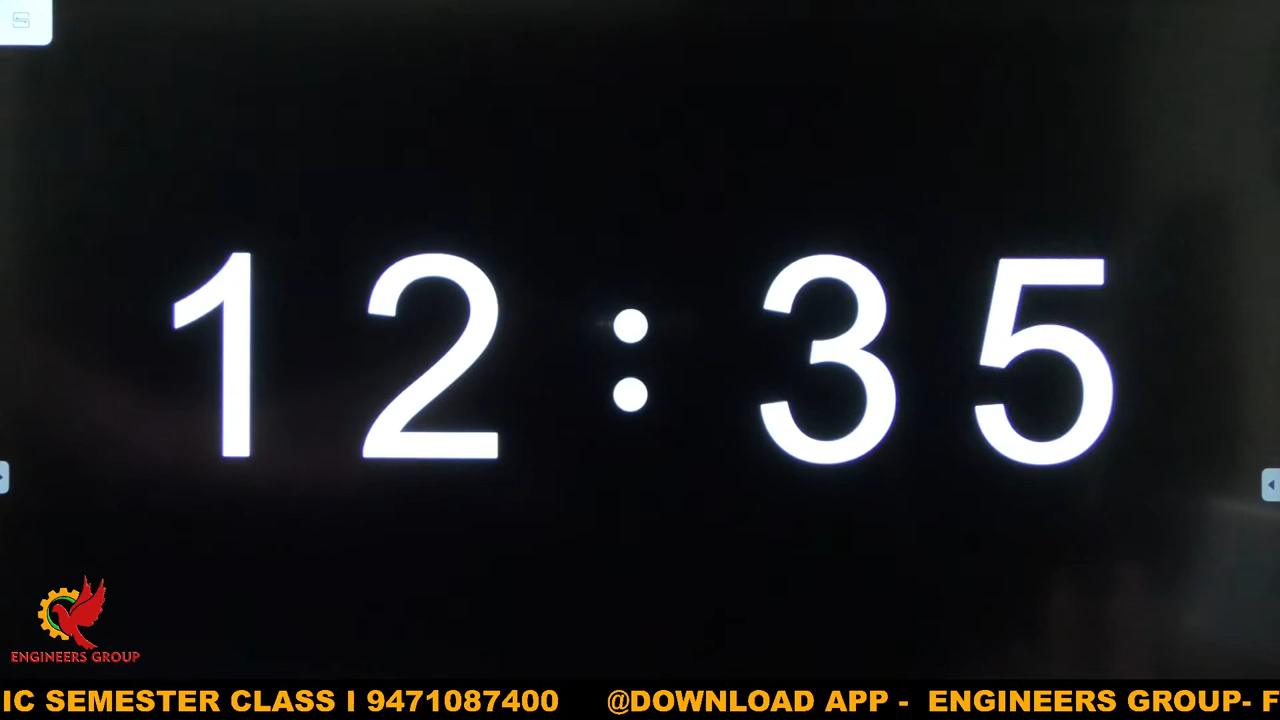 12:35
ENGINEERS GROUP
IC SEMESTER CLASS I 9471087400 @DOWNLOAD APP - ENGINEERS GROUP- F